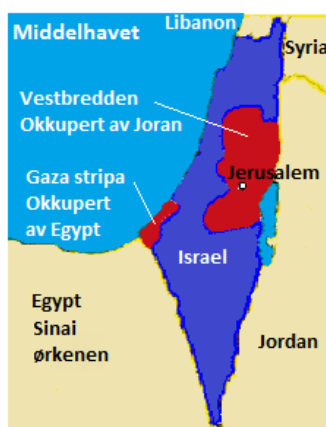 Libanon
Middelhavet
Syria
Vestbredden
Okkupert av Joran
Jerusalem
Gaza stripa
Okkupert
av Egypt
Israel
Egypt
Sinai
ørkenen
Jordan